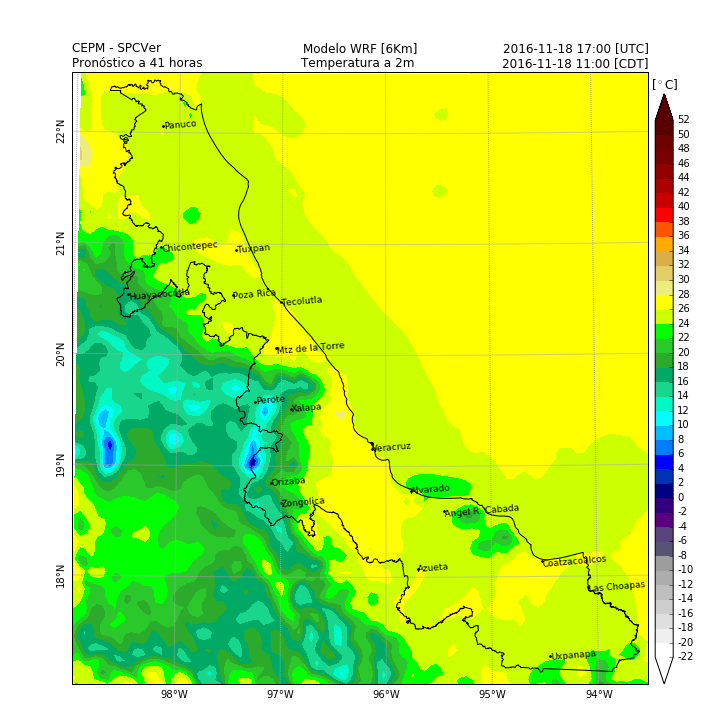 CEPM - SPCVer Modelo WRF [6Km] 2016-11-18 17:00 [UTC]
Pronóstico a 41 horas Temperatura a 2m 2016-11-18 11:00 [CDT]
[°C]
52
50
48
46
44
42
40
38
36
34
32
30
28
26
24
22
20
18
16
14
12
10
8
6
4
2
0
-2
-4
-6
-8
-10
-12
-14
-16
-18
-20
-22
22°N
21°N
20°N
19°N
18°N
Panuco
Chicontepec
Tuxpan
Huayacocotla
Poza Rica
Tecolutla
Mtz de la Torre
Perote
Xalapa
Veracruz
Orizaba
Zongolica
Alvarado
Angel R. Cabada
Azueta
Coatzacoalcos
Las Choapas
Uxpanapa
98°W 97°W 96°W 95°W 94°W